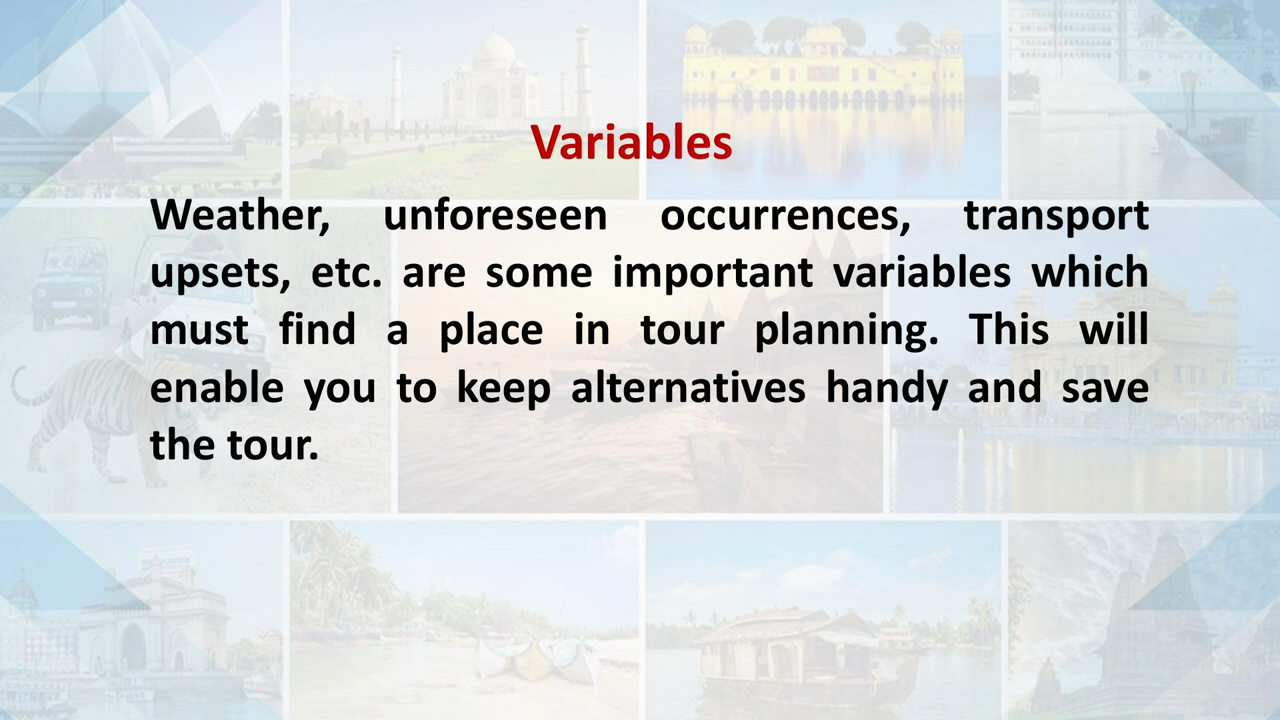 Variables
Weather, unforeseen occurrences, transport
upsets, etc. are some important variables which
must find a place in tour planning. This will
enable you to keep alternatives handy and save
the tour.